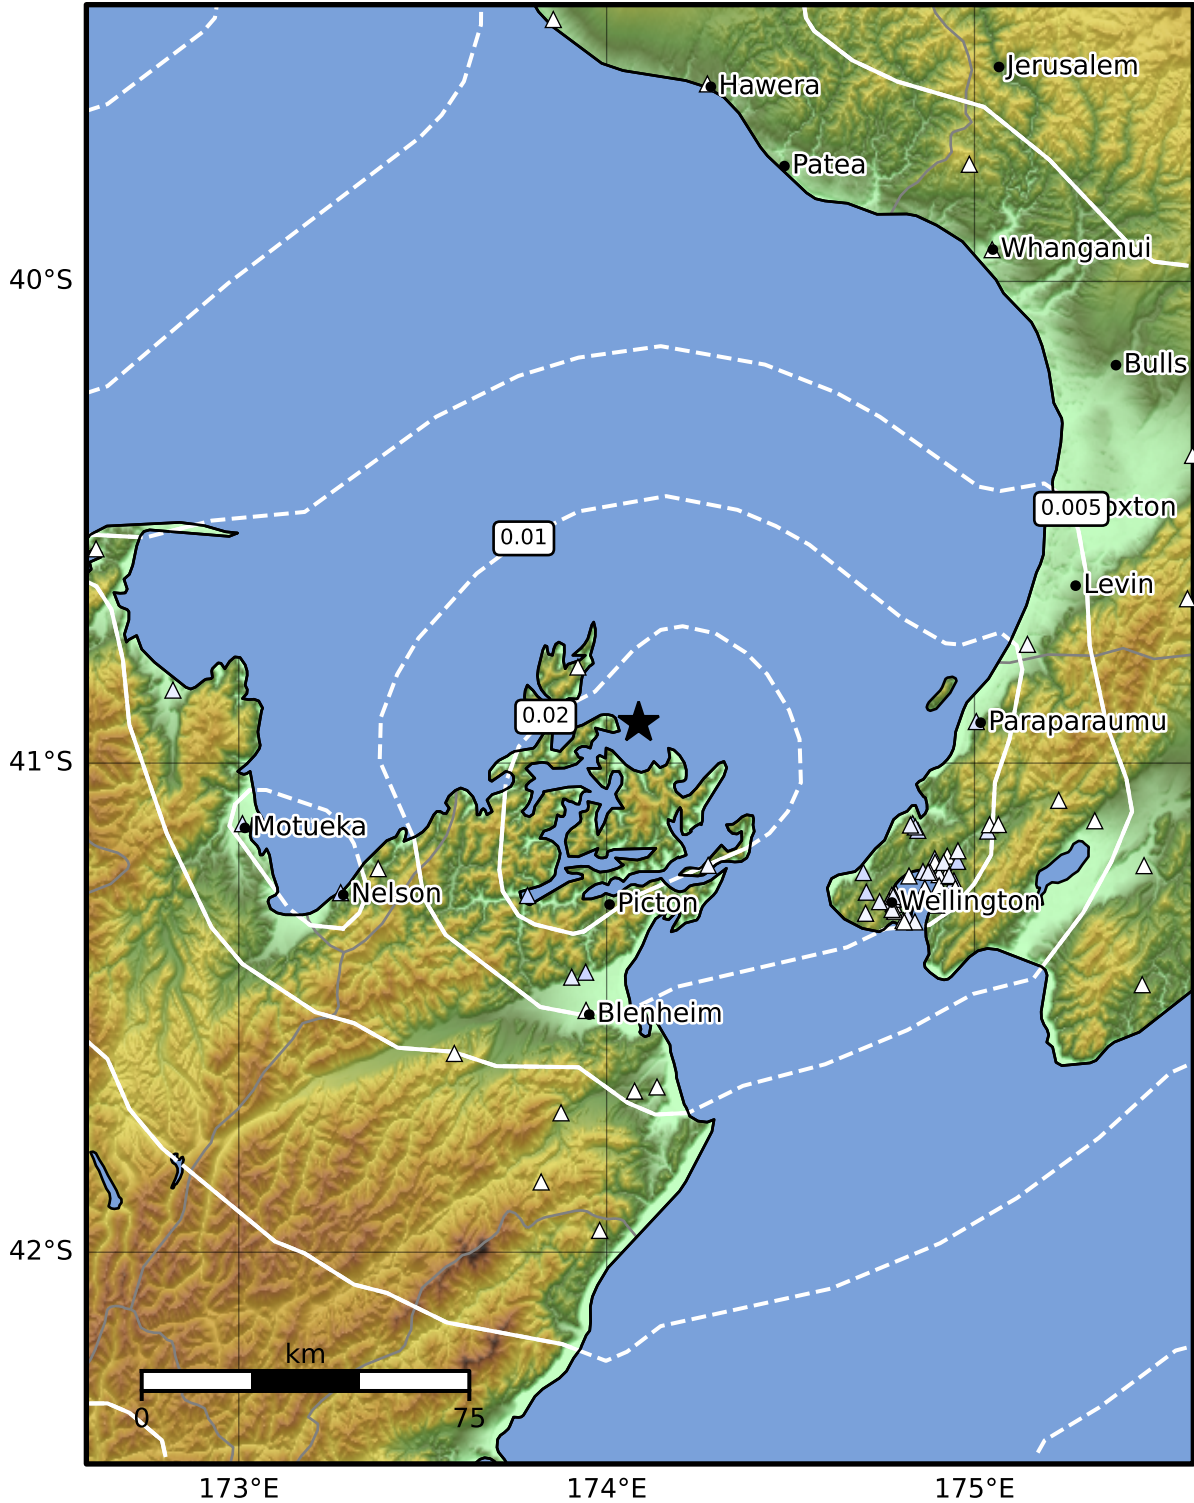 Jerusalem
Hawera
Patea
Whanganui
40°S
Bulls
0.005
oxton
0.01
Levin
0.02
Paraparaumu
41°S
Motueka
Nelson
Picton
Wellington
Blenheim
42°S
km
0
75
173°E
174°E
175°E